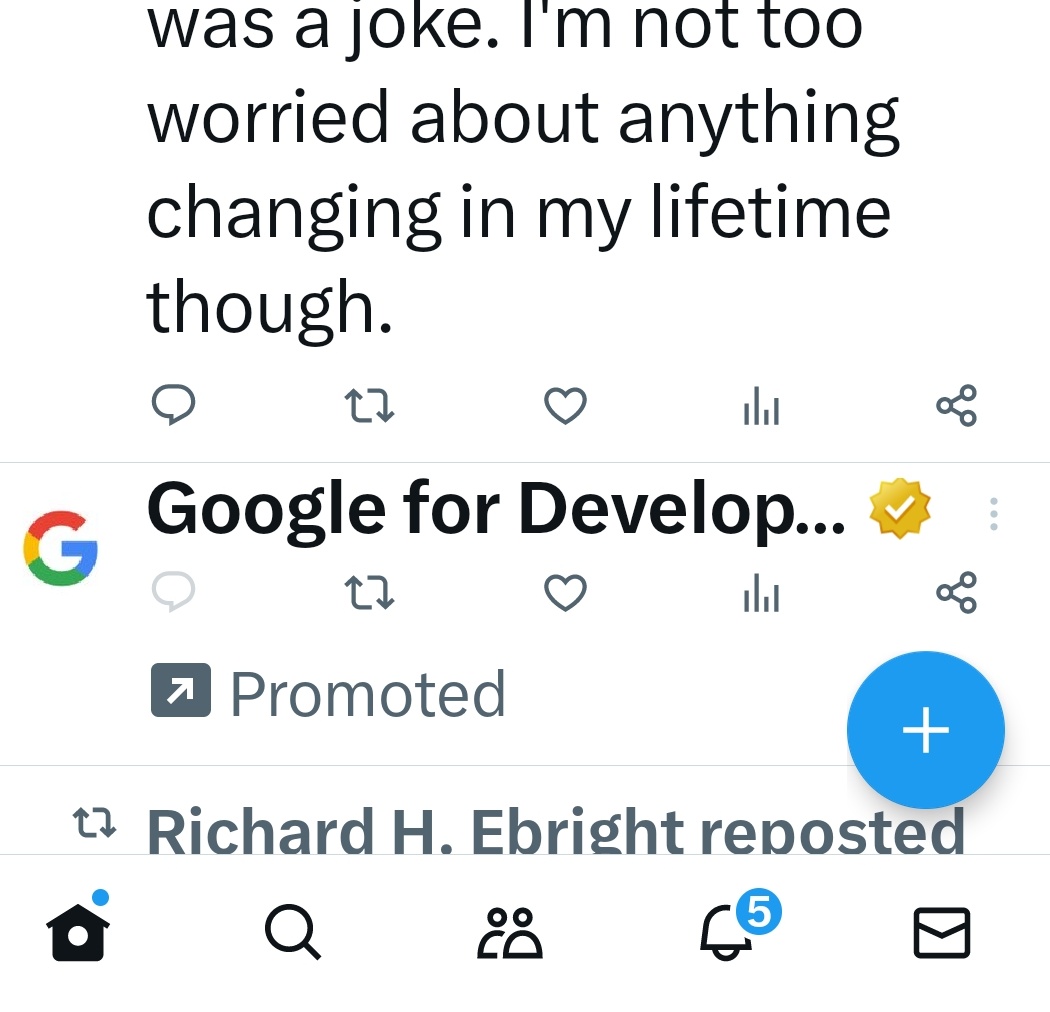 was a joke. I'm not too
worried about anything
changing in my lifetime
though.
Google for Develop...
Promoted
Richard H. Ebright reposted
5